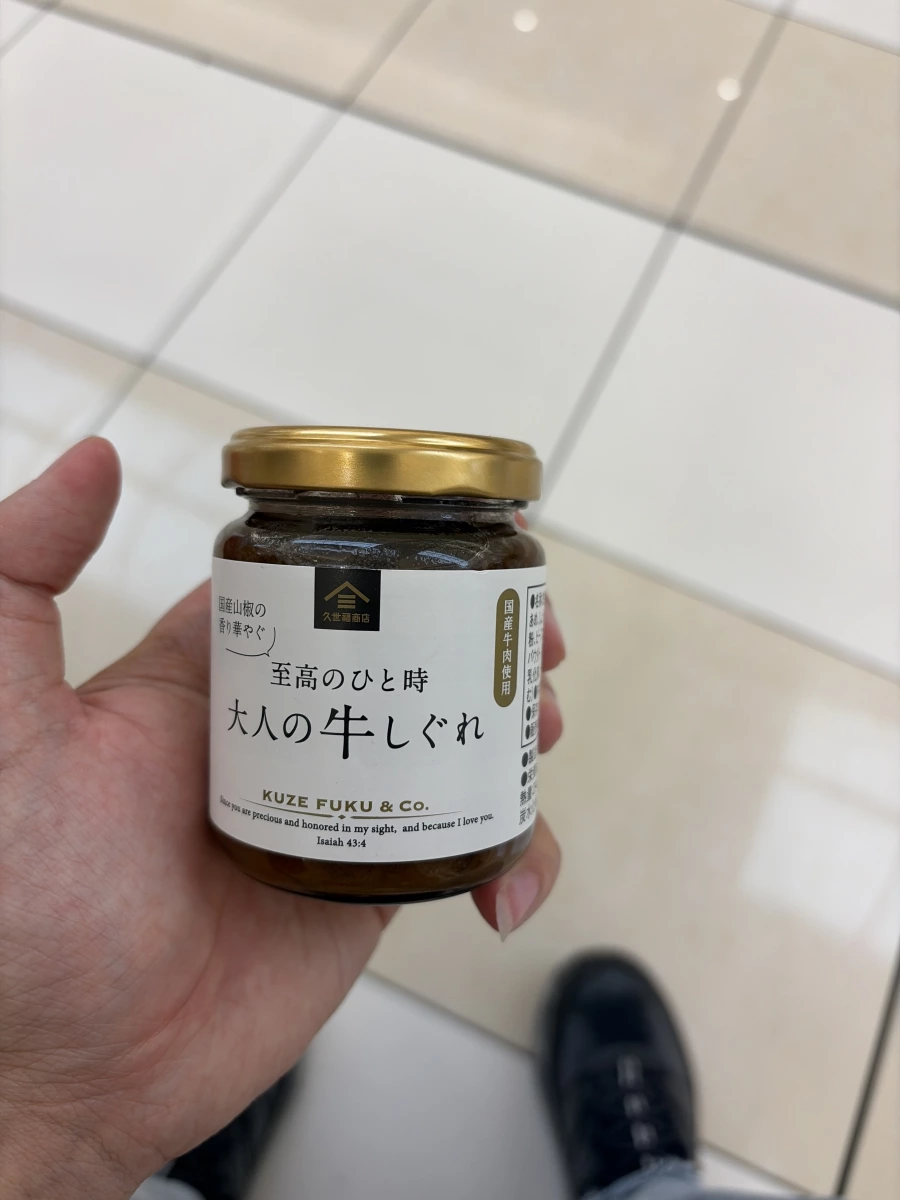 久世福商店
国産山椒の
香り華やぐ
至高のひと時
大人の牛しぐれ
国産牛肉使用
KUZE FUKU & Co.
Since you are precious and honored in my sight, and because I love you.
Isaiah 43:4